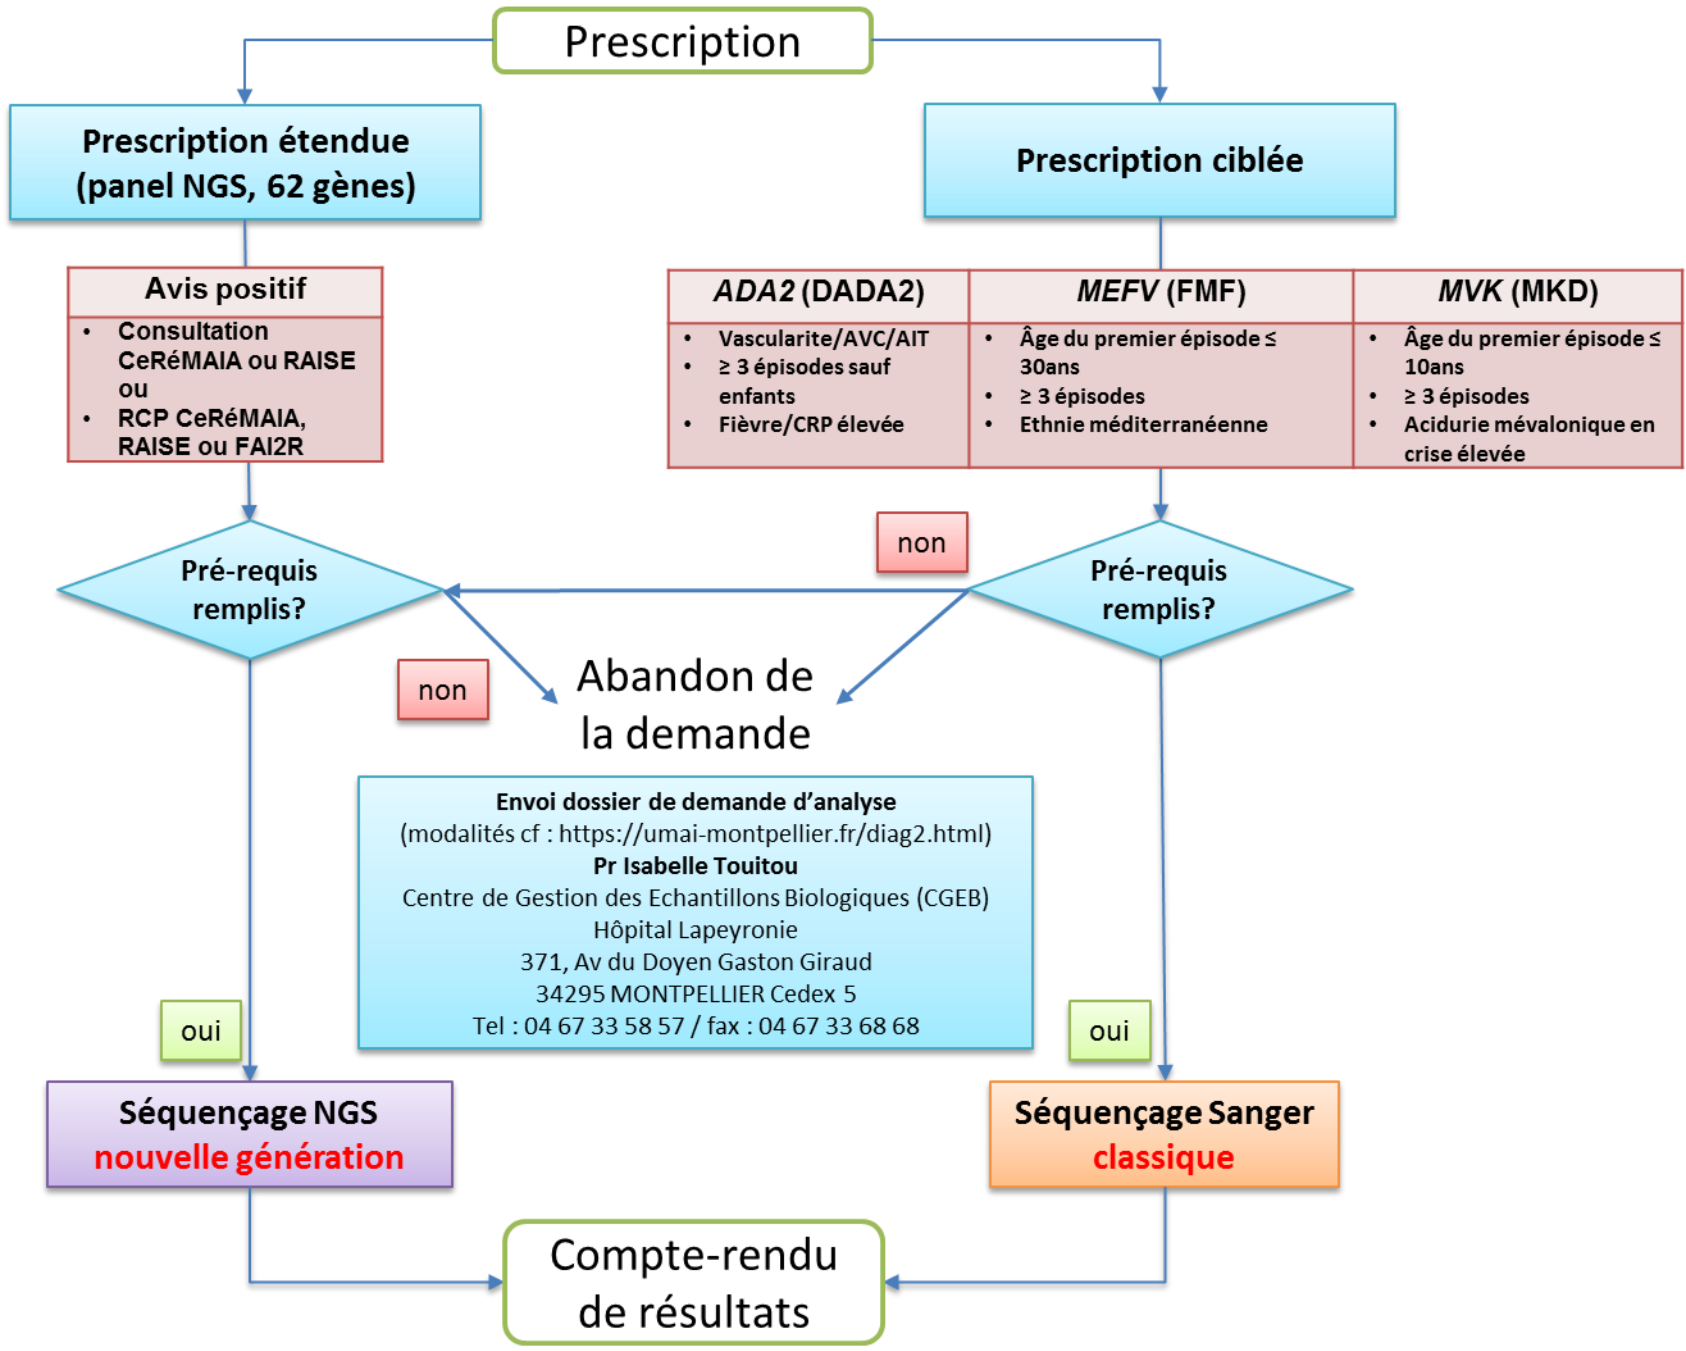 Prescription
Prescription étendue
(panel NGS, 62 gènes)
Prescription ciblée
Avis positif
• Consultation
CeRéMAIA ou RAISE
ou
• RCP CeRéMAIA,
RAISE ou FAI2R
ADA2 (DADA2)
• Vascularite/AVC/AIT
• ≥ 3 épisodes sauf
enfants
• Fièvre/CRP élevée
MEFV (FMF)
• Âge du premier épisode ≤
30ans
• ≥ 3 épisodes
• Ethnie méditerranéenne
MVK (MKD)
• Âge du premier épisode ≤
10ans
• ≥ 3 épisodes
• Acidurie mévalonique en
crise élevée
Pré-requis
remplis?
non
Pré-requis
remplis?
non
Abandon de
la demande
Envoi dossier de demande d’analyse
(modalités cf : https://umai-montpellier.fr/diag2.html)
Pr Isabelle Touitou
Centre de Gestion des Echantillons Biologiques (CGEB)
Hôpital Lapeyronie
371, Av du Doyen Gaston Giraud
34295 MONTPELLIER Cedex 5
Tel : 04 67 33 58 57 / fax : 04 67 33 68 68
oui
oui
Séquençage NGS
nouvelle génération
Séquençage Sanger
classique
Compte-rendu
de résultats